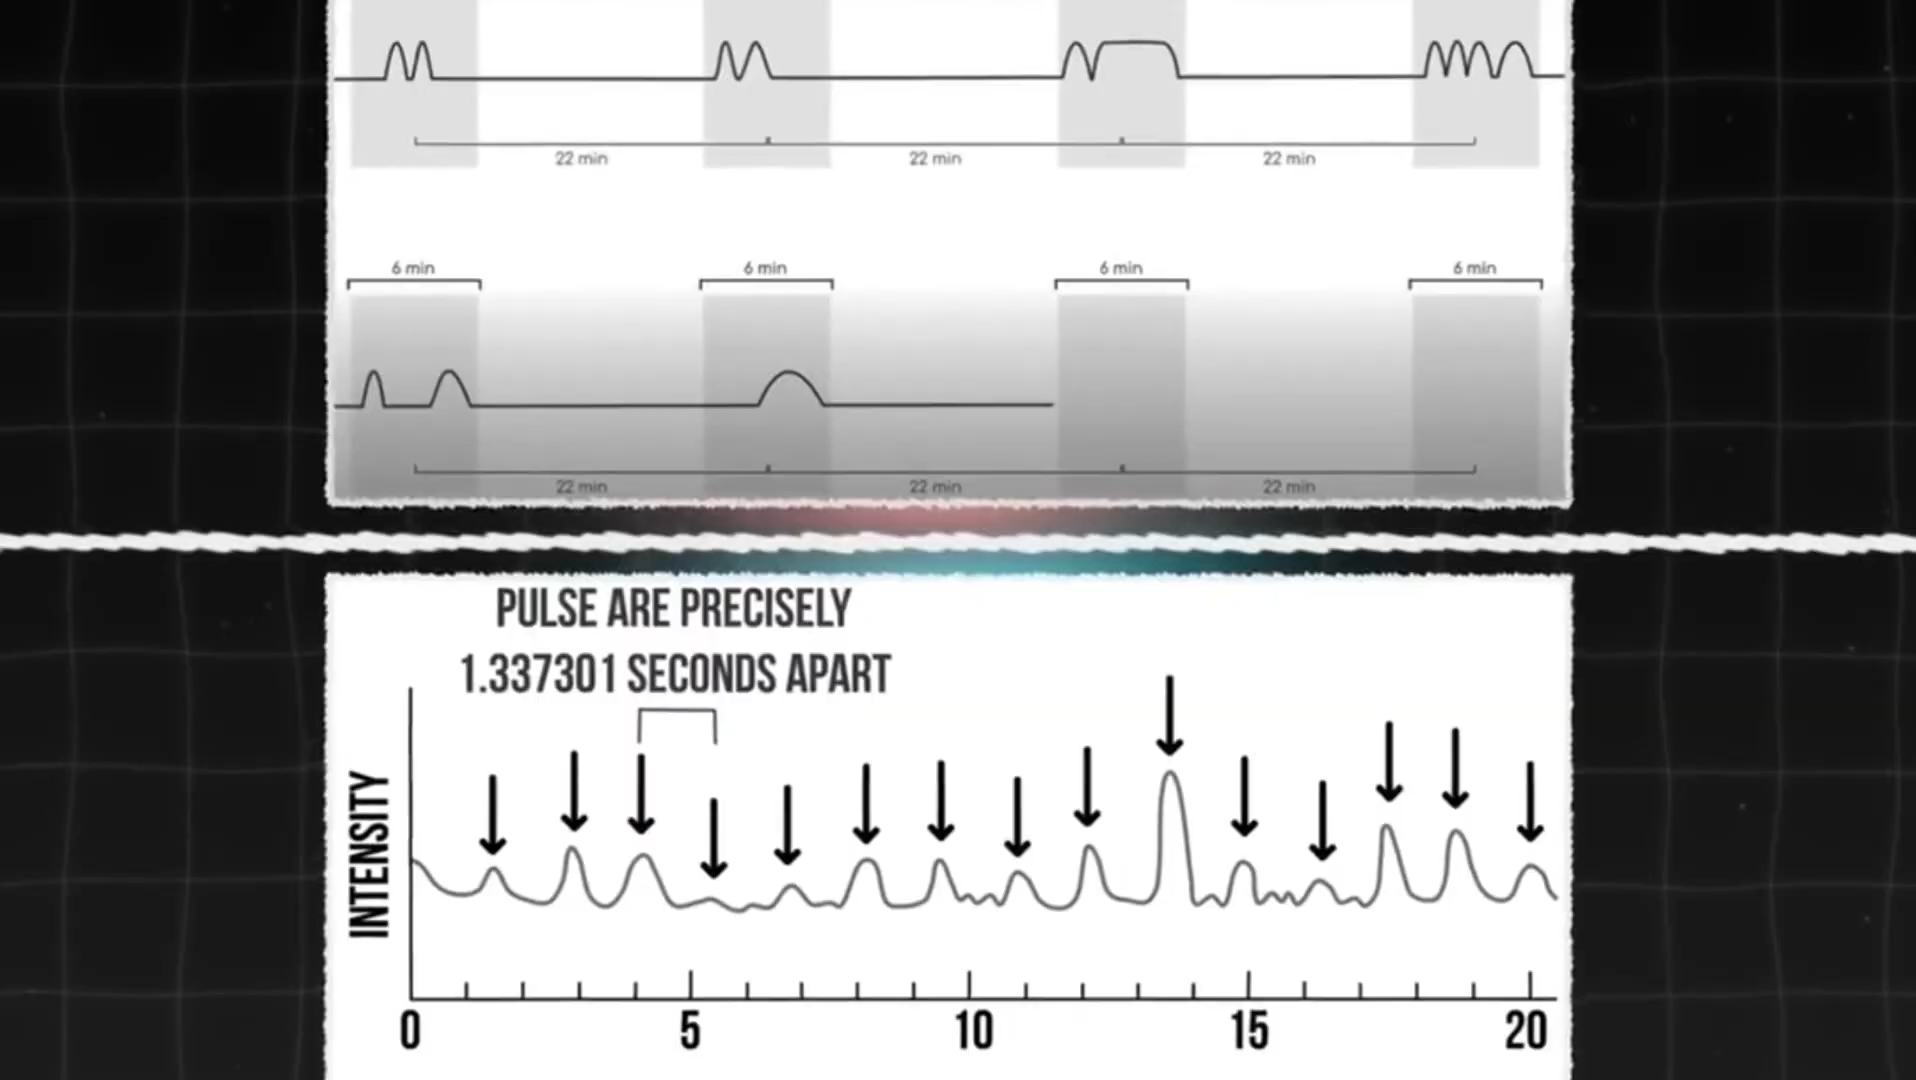 22 min 22 min 22 min
6 min 6 min 6 min 6 min
22 min 22 min 22 min
PULSE ARE PRECISELY
1.337301 SECONDS APART
INTENSITY
0 5 10 15 20